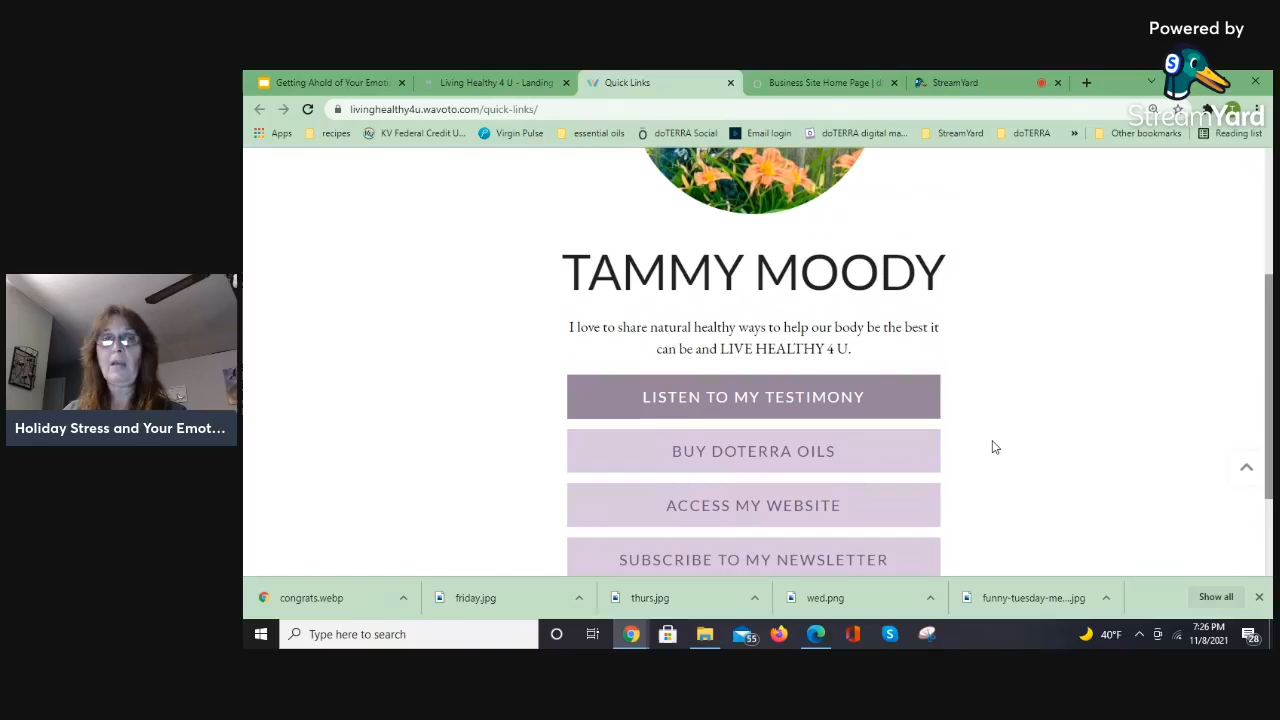 Powered by
StreamYard
Getting Ahold of Your Emoti
Living Healthy 4 U - Landing
Quick Links
Business Site Home Page | d
StreamYard
livinghealthy4u.wavoto.com/quick-links/
Apps
recipes
KV Federal Credit U...
Virgin Pulse
essential oils
doTERRA Social
Email login
doTERRA digital ma...
StreamYard
doTERRA
»
Other bookmarks
Reading list
TAMMY MOODY
I love to share natural healthy ways to help our body be the best it
can be and LIVE HEALTHY 4 U.
LISTEN TO MY TESTIMONY
BUY DOTERRA OILS
ACCESS MY WEBSITE
SUBSCRIBE TO MY NEWSLETTER
Holiday Stress and Your Emot...
congrats.webp
friday.jpg
thurs.jpg
wed.png
funny-tuesday-me....jpg
Show all
Type here to search
55
40°F
7:26 PM
11/8/2021
28